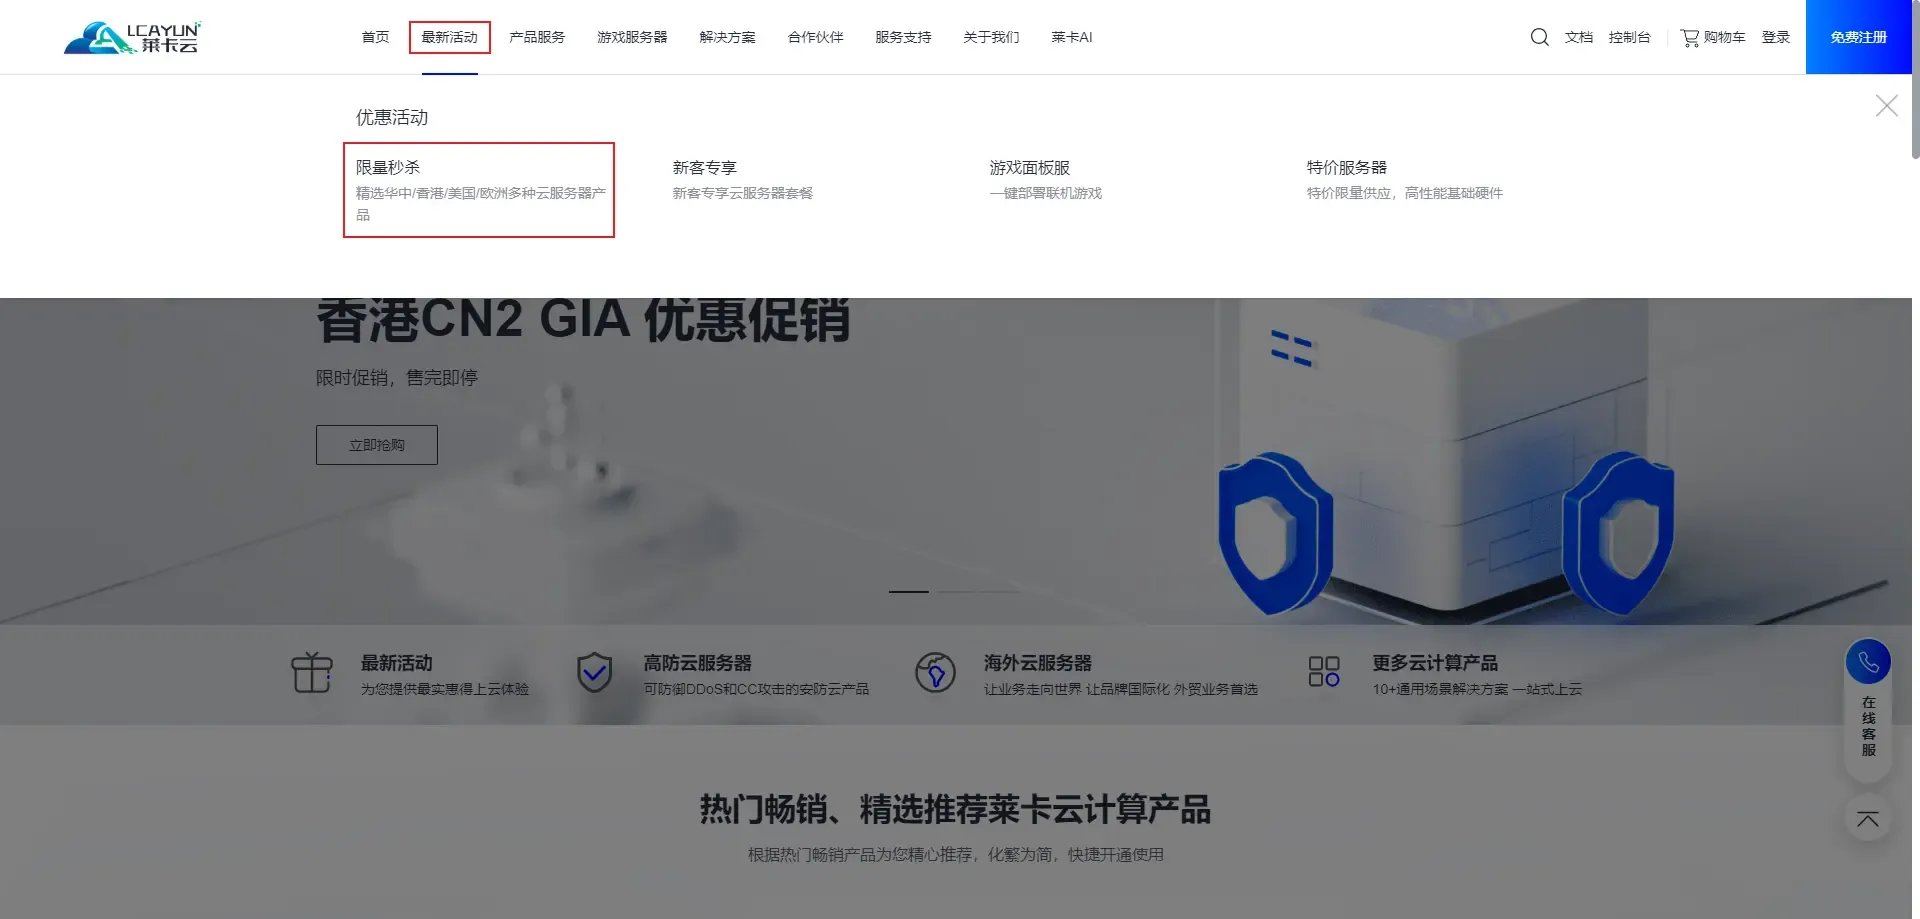 LCAYUN
莱卡云
首页
最新活动
产品服务
游戏服务器
解决方案
合作伙伴
服务支持
关于我们
莱卡AI
文档
控制台
购物车
登录
免费注册
优惠活动
限量秒杀
精选华中/香港/美国/欧洲多种云服务器产
品
新客专享
新客专享云服务器套餐
游戏面板服
一键部署联机游戏
特价服务器
特价限量供应，高性能基础硬件
香港CN2 GIA 优惠促销
限时促销，售完即停
立即抢购
最新活动
为您提供最实惠得上云体验
高防云服务器
可防御DDoS和CC攻击的安防云产品
海外云服务器
让业务走向世界 让品牌国际化 外贸业务首选
更多云计算产品
10+通用场景解决方案 一站式上云
在线客服
热门畅销、精选推荐莱卡云计算产品
根据热门畅销产品为您精心推荐，化繁为简，快捷开通使用